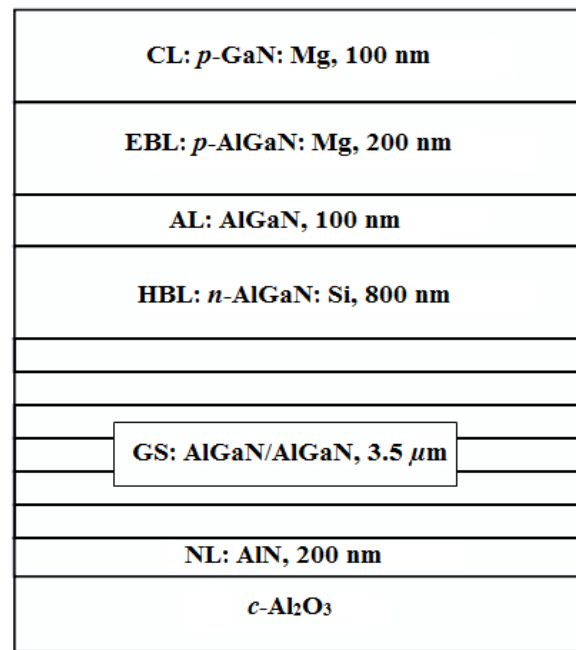 CL: p-GaN: Mg, 100 nm
EBL: p-AlGaN: Mg, 200 nm
AL: AlGaN, 100 nm
HBL: n-AlGaN: Si, 800 nm
GS: AlGaN/AlGaN, 3.5 μm
NL: AlN, 200 nm
c-Al₂O₃